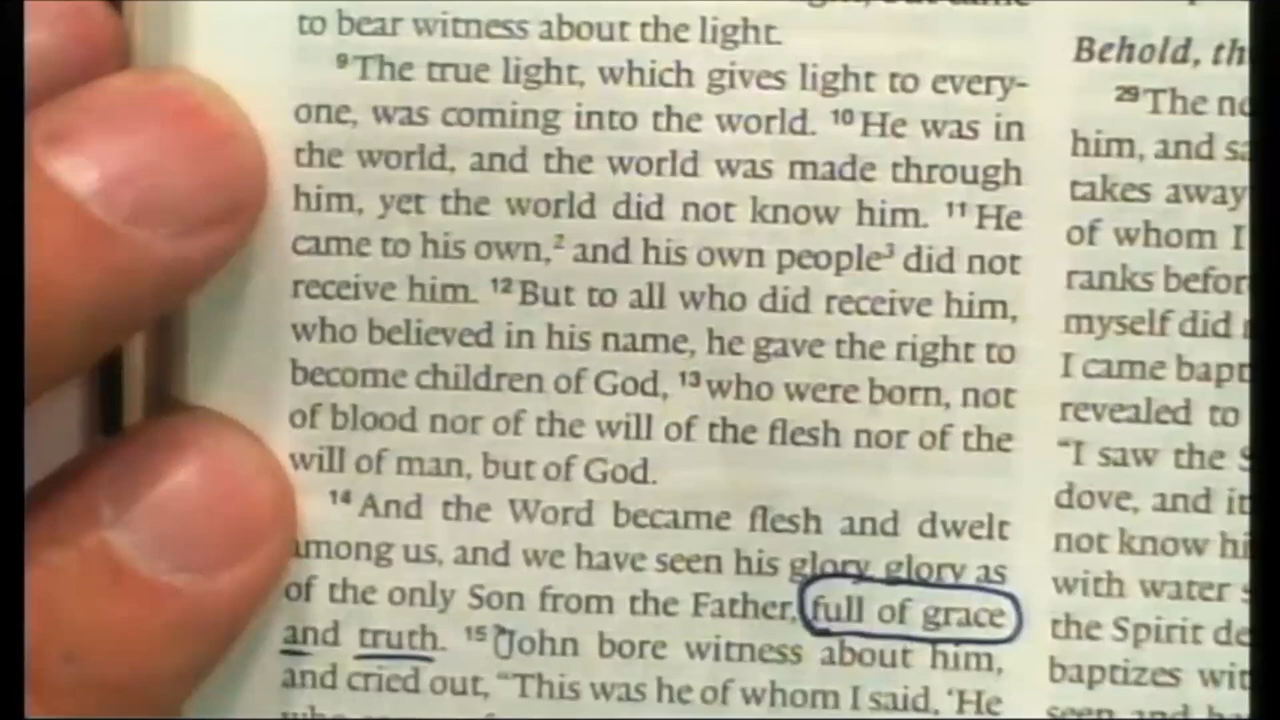 to bear witness about the light.
⁹The true light, which gives light to every-
one, was coming into the world. ¹⁰He was in
the world, and the world was made through
him, yet the world did not know him. ¹¹He
came to his own,² and his own people³ did not
receive him. ¹²But to all who did receive him,
who believed in his name, he gave the right to
become children of God, ¹³who were born, not
of blood nor of the will of the flesh nor of the
will of man, but of God.
¹⁴And the Word became flesh and dwelt
among us, and we have seen his glory, glory as
of the only Son from the Father, full of grace
and truth. ¹⁵(John bore witness about him,
and cried out, "This was he of whom I said, 'He
Behold, th
²⁹The
him, and
takes away
of whom I
ranks
myself did
I came
revealed to
"I saw the
dove, and
not know
with water
the Spirit
baptizes
seen and